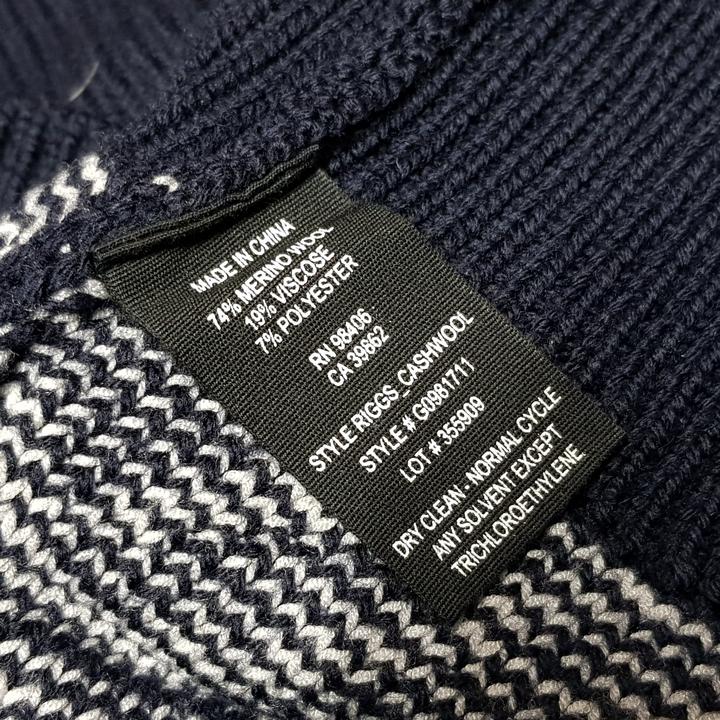 MADE IN CHINA
74% MERINO WOOL
19% VISCOSE
7% POLYESTER
RN 98406
CA 39662
STYLE RIGGS_CASHWOOL
STYLE # G0981711
LOT # 355909
DRY CLEAN - NORMAL CYCLE
ANY SOLVENT EXCEPT
TRICHLOROETHYLENE